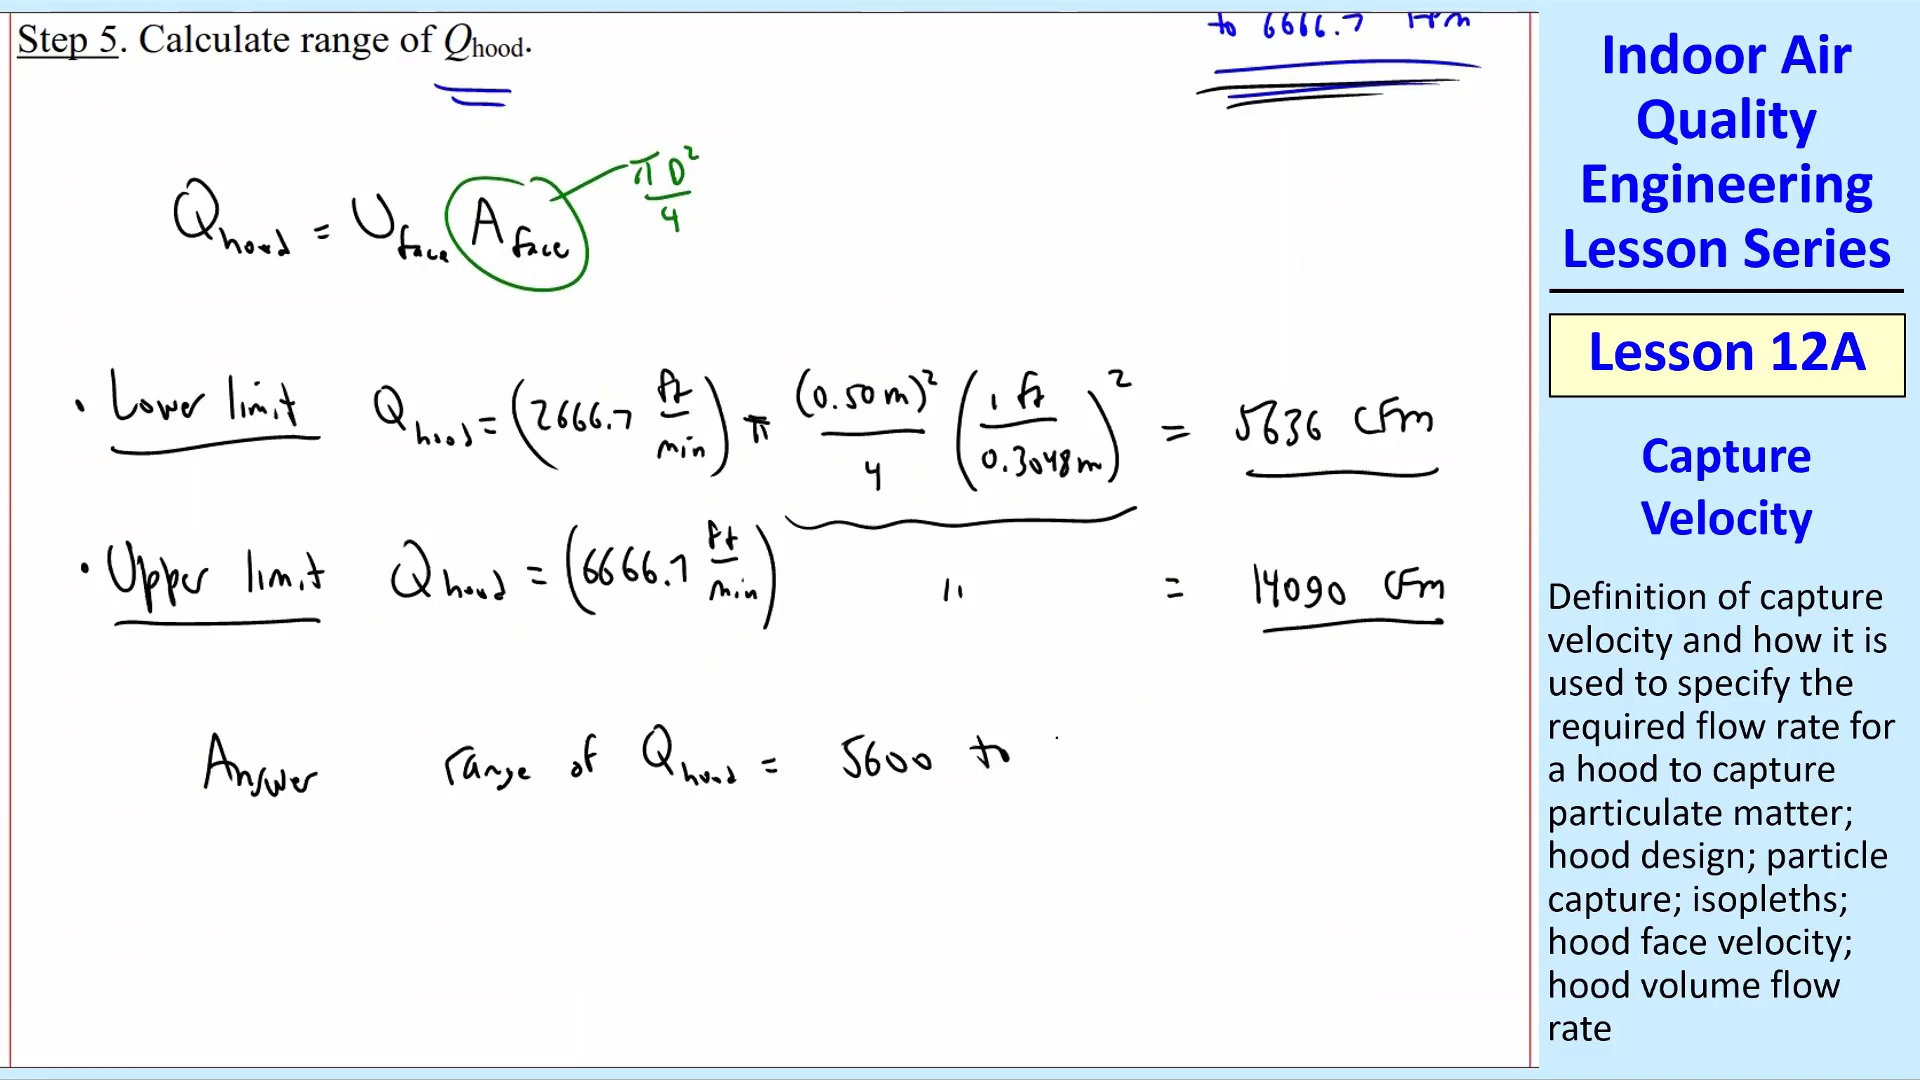 to 6666.7 FPM
Step 5. Calculate range of Qhood.
Qhood = Uface Aface πD²/4
• Lower limit Qhood = (2666.7 ft/min) π (0.50 m)²/4 (1 ft/0.3048 m)² = 5636 CFM
• Upper limit Qhood = (6666.7 ft/min) " = 14090 CFM
Answer range of Qhood = 5600 to
Indoor Air
Quality
Engineering
Lesson Series
Lesson 12A
Capture
Velocity
Definition of capture
velocity and how it is
used to specify the
required flow rate for
a hood to capture
particulate matter;
hood design; particle
capture; isopleths;
hood face velocity;
hood volume flow
rate